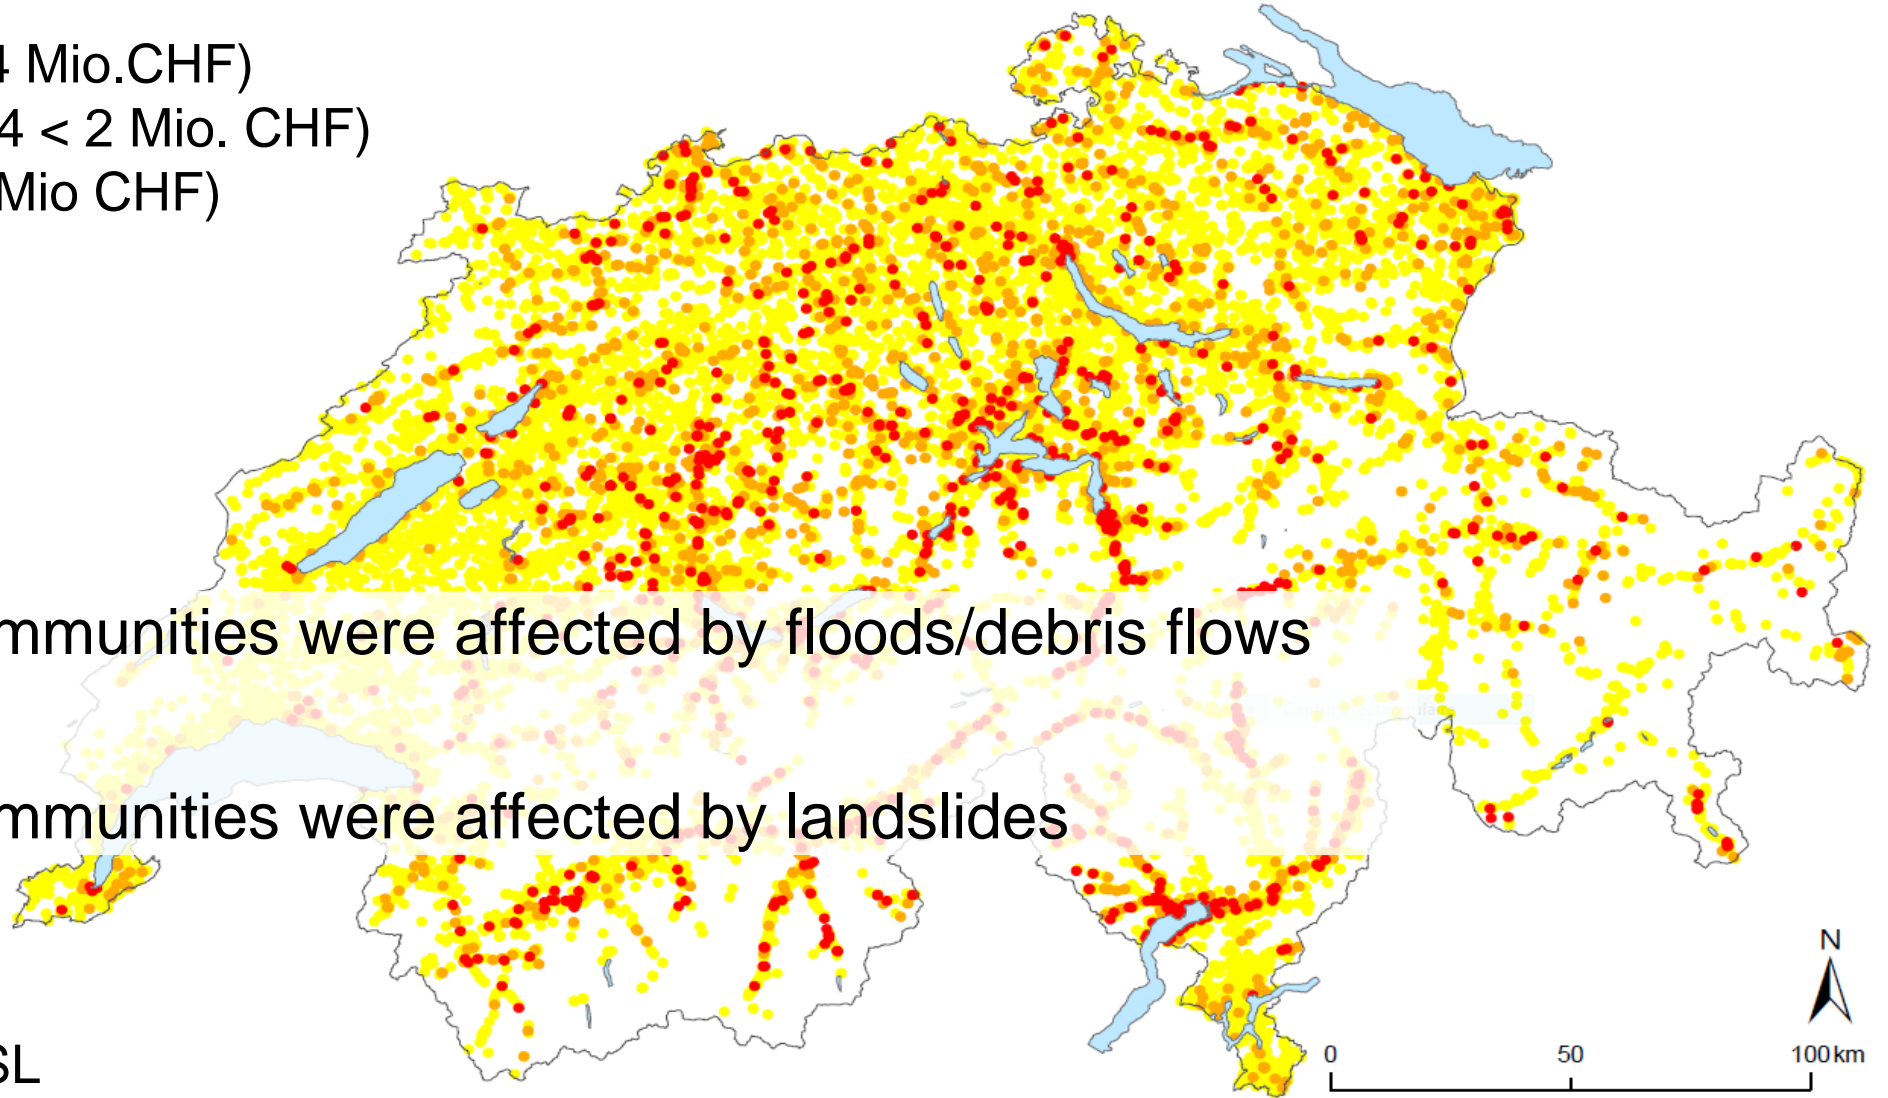 4 Mio.CHF)
4 < 2 Mio. CHF)
Mio CHF)
mmunities were affected by floods/debris flows
mmunities were affected by landslides
SL
N
0 50 100 km